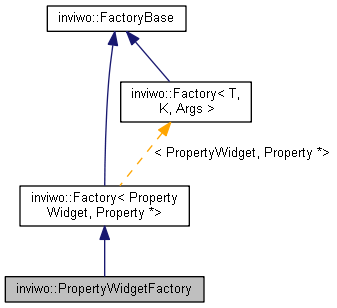 inviwo::FactoryBase
inviwo::Factory< T,
K, Args >
< PropertyWidget, Property *>
inviwo::Factory< Property
Widget, Property *>
inviwo::PropertyWidgetFactory